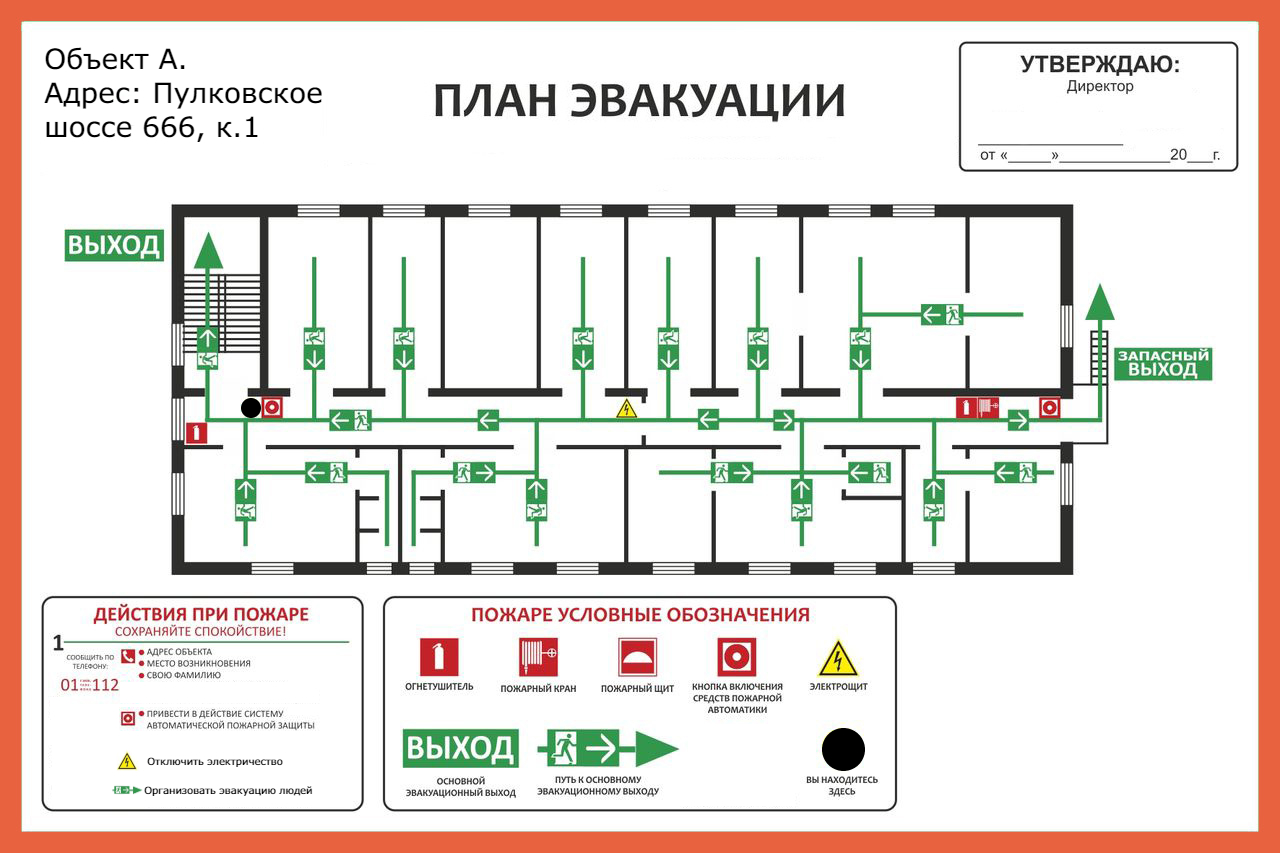 Объект А.
Адрес: Пулковское
шоссе 666, к.1
ПЛАН ЭВАКУАЦИИ
УТВЕРЖДАЮ:
Директор
от «_____»______________20___г.
ВЫХОД
ЗАПАСНЫЙ
ВЫХОД
ДЕЙСТВИЯ ПРИ ПОЖАРЕ
СОХРАНЯЙТЕ СПОКОЙСТВИЕ!
1
СООБЩИТЬ ПО
ТЕЛЕФОНУ:
01 112
АДРЕС ОБЪЕКТА
МЕСТО ВОЗНИКНОВЕНИЯ
СВОЮ ФАМИЛИЮ
ПРИВЕСТИ В ДЕЙСТВИЕ СИСТЕМУ
АВТОМАТИЧЕСКОЙ ПОЖАРНОЙ ЗАЩИТЫ
Отключить электричество
Организовать эвакуацию людей
ПОЖАРЕ УСЛОВНЫЕ ОБОЗНАЧЕНИЯ
ОГНЕТУШИТЕЛЬ
ПОЖАРНЫЙ КРАН
ПОЖАРНЫЙ ЩИТ
КНОПКА ВКЛЮЧЕНИЯ
СРЕДСТВ ПОЖАРНОЙ
АВТОМАТИКИ
ЭЛЕКТРОЩИТ
ВЫХОД
ОСНОВНОЙ
ЭВАКУАЦИОННЫЙ ВЫХОД
ПУТЬ К ОСНОВНОМУ
ЭВАКУАЦИОННОМУ ВЫХОДУ
ВЫ НАХОДИТЕСЬ
ЗДЕСЬ